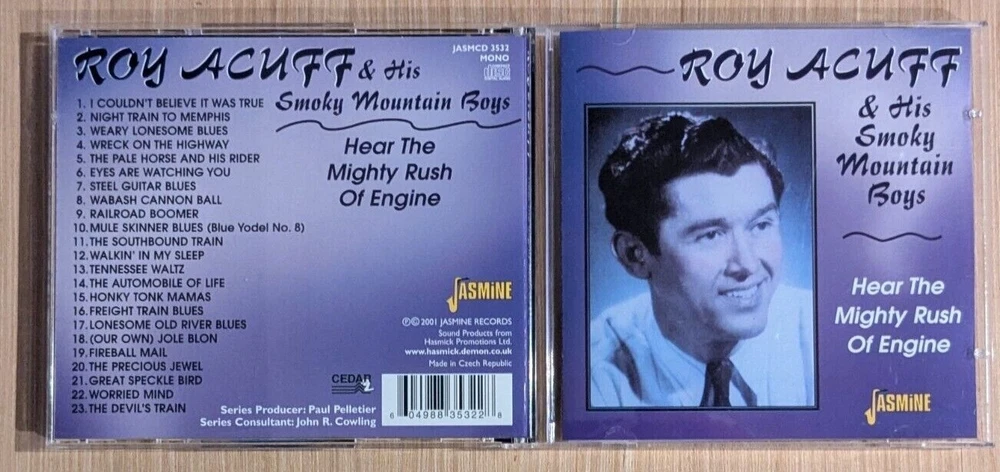 ROY ACUFF & His
Smoky Mountain Boys
JASMCD 3532
MONO
Hear The
Mighty Rush
Of Engine
1. I COULDN'T BELIEVE IT WAS TRUE
2. NIGHT TRAIN TO MEMPHIS
3. WEARY LONESOME BLUES
4. WRECK ON THE HIGHWAY
5. THE PALE HORSE AND HIS RIDER
6. EYES ARE WATCHING YOU
7. STEEL GUITAR BLUES
8. WABASH CANNON BALL
9. RAILROAD BOOMER
10. MULE SKINNER BLUES (Blue Yodel No. 8)
11. THE SOUTHBOUND TRAIN
12. WALKIN' IN MY SLEEP
13. TENNESSEE WALTZ
14. THE AUTOMOBILE OF LIFE
15. HONKY TONK MAMAS
16. FREIGHT TRAIN BLUES
17. LONESOME OLD RIVER BLUES
18. (OUR OWN) JOLE BLON
19. FIREBALL MAIL
20. THE PRECIOUS JEWEL
21. GREAT SPECKLE BIRD
22. WORRIED MIND
23. THE DEVIL'S TRAIN
JASMiNE
℗© 2001 JASMINE RECORDS
Sound Products from
Hasmick Promotions Ltd.
www.hasmick.demon.co.uk
Made in Czech Republic
CEDAR 2
Series Producer: Paul Pelletier
Series Consultant: John R. Cowling
6 04988 35322 8
ROY ACUFF
& His
Smoky
Mountain
Boys
Hear The
Mighty Rush
Of Engine
JASMiNE